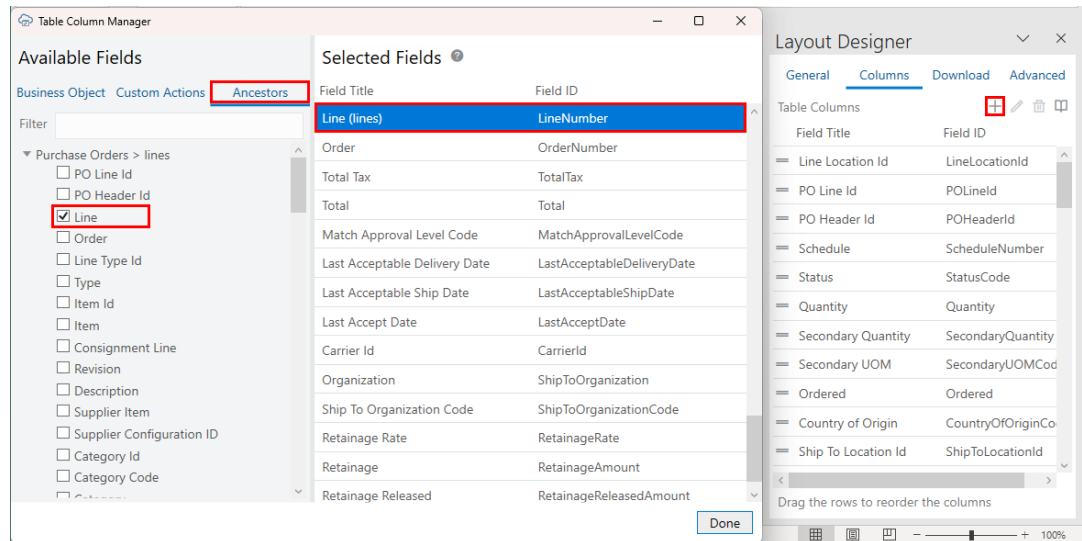 Table Column Manager
Available Fields
Business Object Custom Actions Ancestors
Filter
Purchase Orders > lines
PO Line Id
PO Header Id
Line
Order
Line Type Id
Type
Item Id
Item
Consignment Line
Revision
Description
Supplier Item
Supplier Configuration ID
Category Id
Category Code
Selected Fields ?
Field Title Field ID
Line (lines) LineNumber
Order OrderNumber
Total Tax TotalTax
Total Total
Match Approval Level Code MatchApprovalLevelCode
Last Acceptable Delivery Date LastAcceptableDeliveryDate
Last Acceptable Ship Date LastAcceptableShipDate
Last Accept Date LastAcceptDate
Carrier Id CarrierId
Organization ShipToOrganization
Ship To Organization Code ShipToOrganizationCode
Retainage Rate RetainageRate
Retainage RetainageAmount
Retainage Released RetainageReleasedAmount
Done
Layout Designer
General Columns Download Advanced
Table Columns
Field Title Field ID
Line Location Id LineLocationId
PO Line Id POLineId
PO Header Id POHeaderId
Schedule ScheduleNumber
Status StatusCode
Quantity Quantity
Secondary Quantity SecondaryQuantity
Secondary UOM SecondaryUOMCod
Ordered Ordered
Country of Origin CountryOfOriginCo
Ship To Location Id ShipToLocationId
Drag the rows to reorder the columns
100%